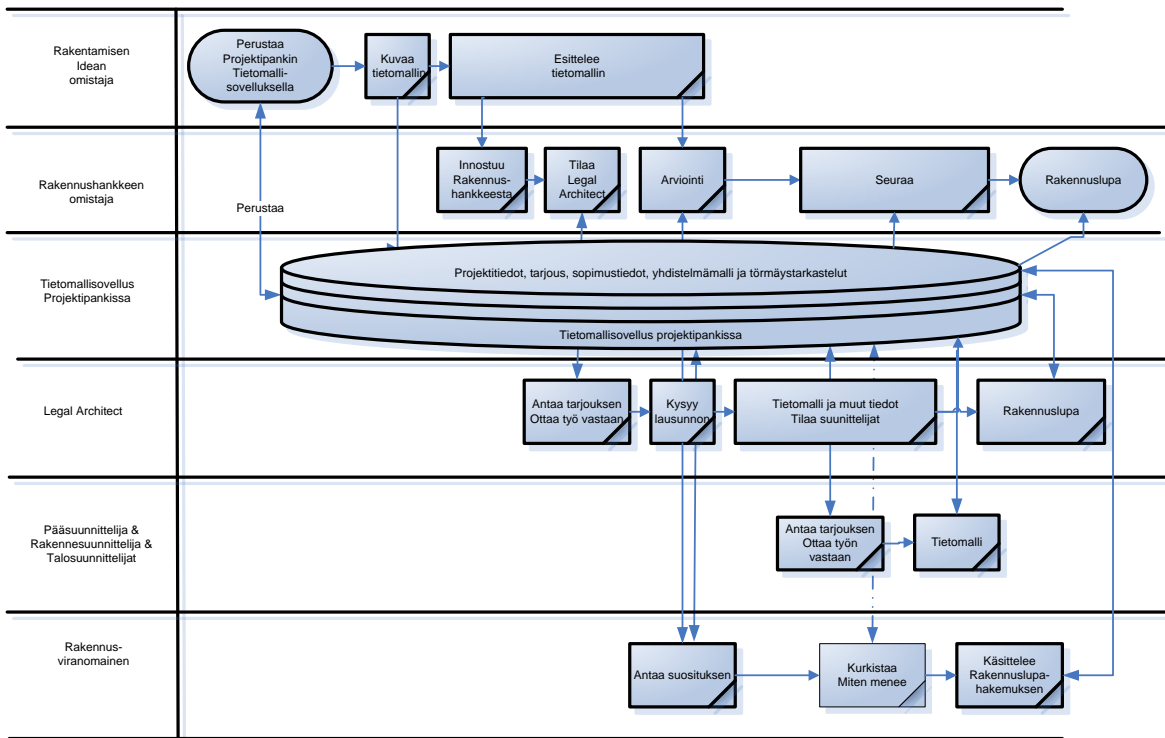 Rakentamisen
Idean
omistaja
Perustaa
Projektipankin
Tietomalli-
sovelluksella
Kuvaa
tietomallin
Esittelee
tietomallin
Rakennushankkeen
omistaja
Perustaa
Innostuu
Rakennus-
hankkeesta
Tilaa
Legal
Architect
Arviointi
Seuraa
Rakennuslupa
Tietomallisovellus
Projektipankissa
Projektitiedot, tarjous, sopimustiedot, yhdistelmämalli ja törmäystarkastelut
Tietomallisovellus projektipankissa
Legal Architect
Antaa tarjouksen
Ottaa työ vastaan
Kysyy
lausunnon
Tietomalli ja muut tiedot
Tilaa suunittelijat
Rakennuslupa
Pääsuunnittelija &
Rakennesuunnittelija &
Talosuunnittelijat
Antaa tarjouksen
Ottaa työn
vastaan
Tietomalli
Rakennus-
viranomainen
Antaa suosituksen
Kurkistaa
Miten menee
Käsittelee
Rakennuslupa-
hakemuksen